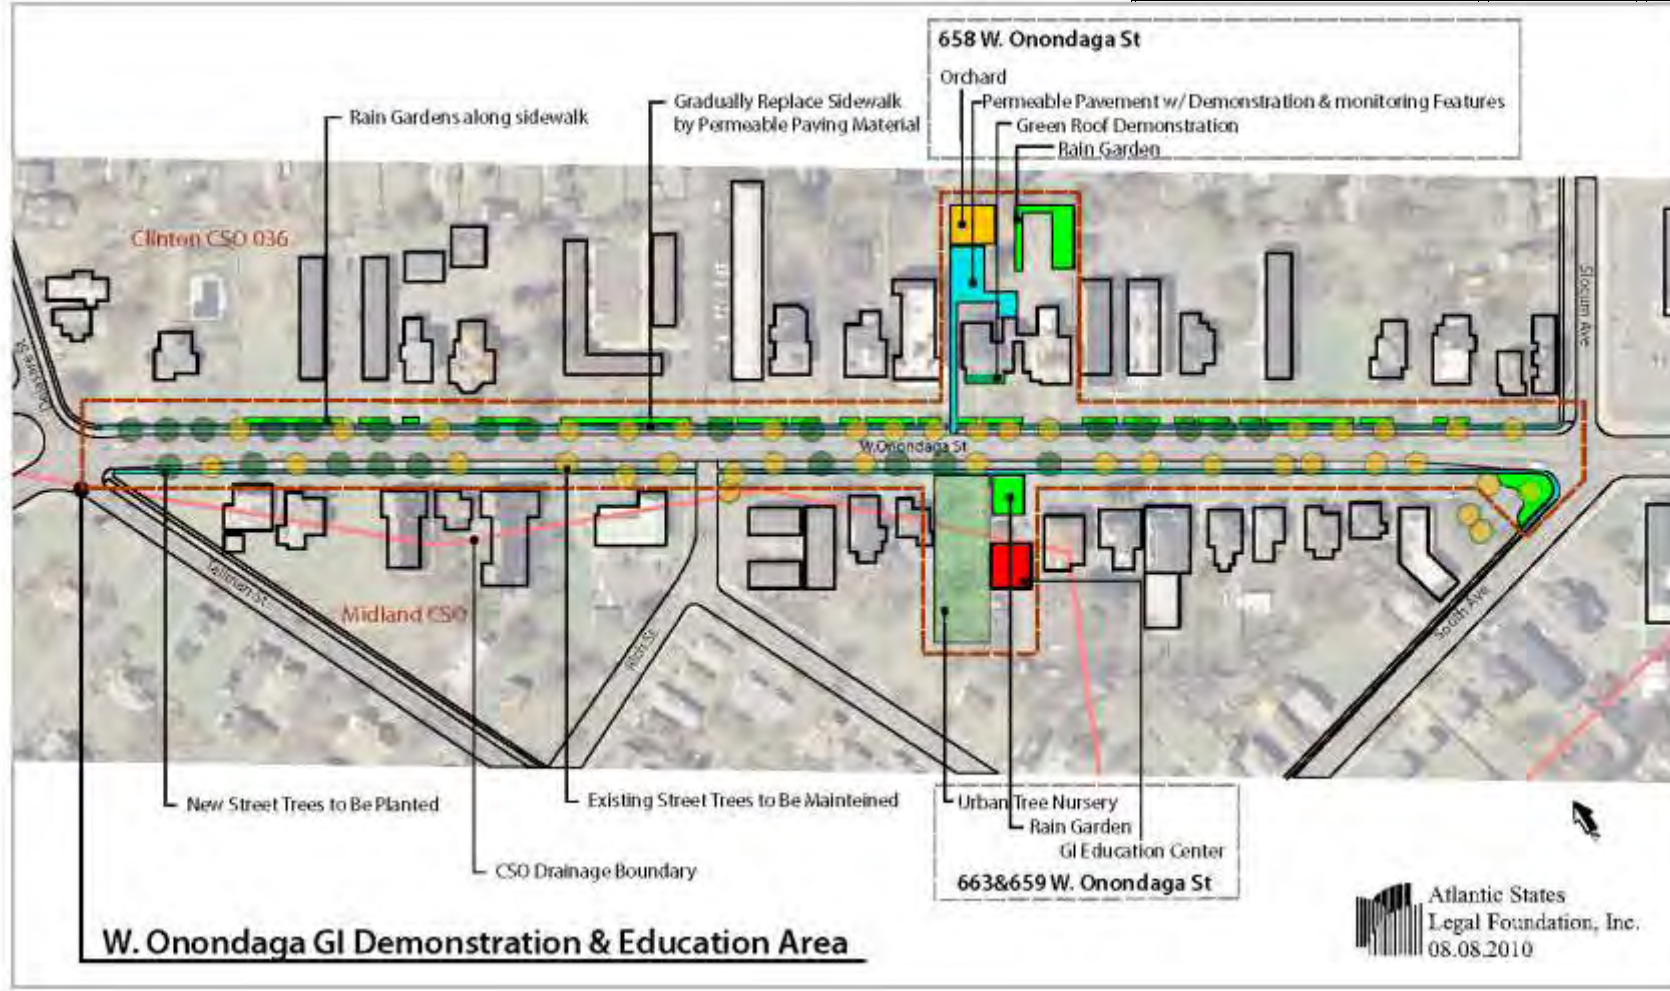 658 W. Onondaga St
Orchard
Permeable Pavement w/ Demonstration & monitoring Features
Green Roof Demonstration
Rain Garden
Gradually Replace Sidewalk
by Permeable Paving Material
Rain Gardens along sidewalk
Clinton CSO 036
Slocum Ave
W.Onondaga St
Tallman St
Midland CSO
Rich St
South Ave
New Street Trees to Be Planted
Existing Street Trees to Be Mainteined
CSO Drainage Boundary
Urban Tree Nursery
Rain Garden
GI Education Center
663&659 W. Onondaga St
W. Onondaga GI Demonstration & Education Area
Atlantic States
Legal Foundation, Inc.
08.08.2010